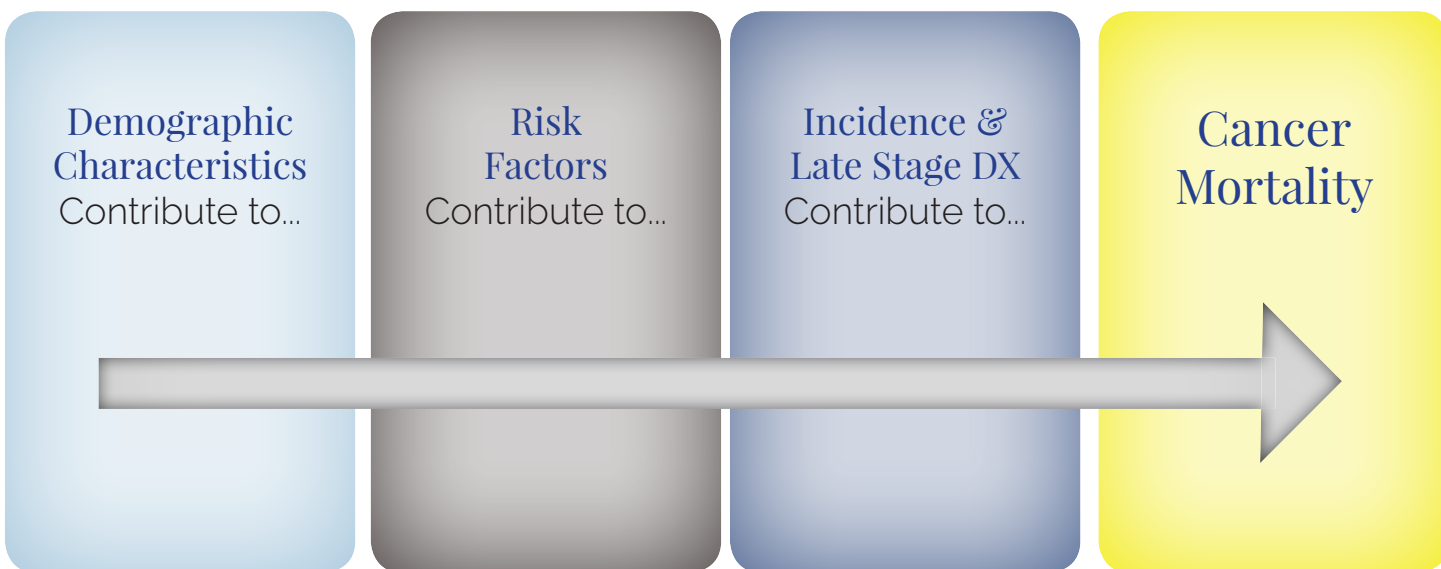 Demographic
Characteristics
Contribute to...
Risk
Factors
Contribute to...
Incidence &
Late Stage DX
Contribute to...
Cancer
Mortality